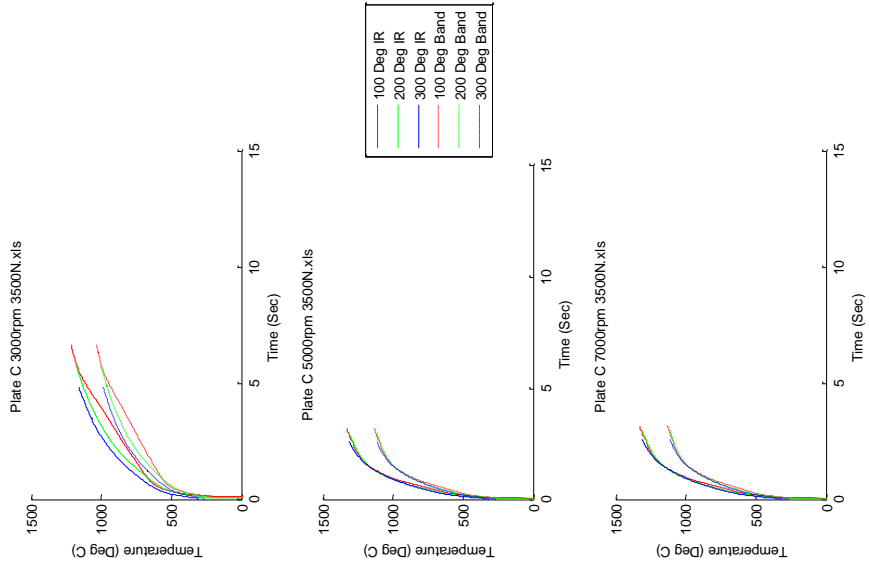 Plate C 3000rpm 3500N.xls
1500
1000
500
0
Temperature (Deg C)
0
5
10
15
Time (Sec)
Plate C 5000rpm 3500N.xls
1500
1000
500
0
Temperature (Deg C)
0
5
10
15
Time (Sec)
Plate C 7000rpm 3500N.xls
1500
1000
500
0
Temperature (Deg C)
0
5
10
15
Time (Sec)
100 Deg IR
200 Deg IR
300 Deg IR
100 Deg Band
200 Deg Band
300 Deg Band